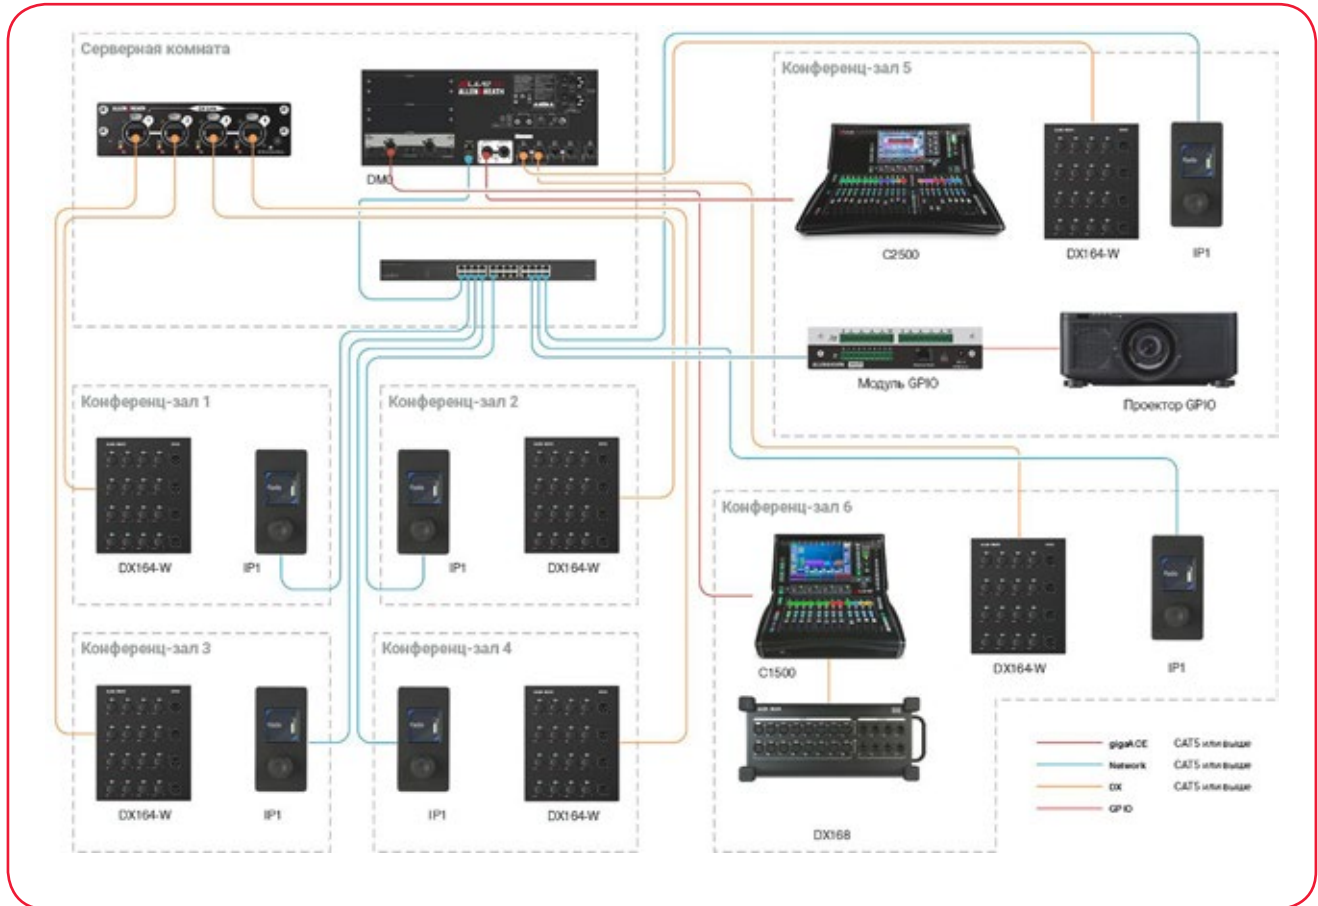 Серверная комната
ALLEN&HEATH
DM0
Конференц-зал 5
C2500
DX164-W
IP1
Модуль GPIO
Проектор GPIO
Конференц-зал 1
DX164-W
IP1
Конференц-зал 2
IP1
DX164-W
Конференц-зал 3
DX164-W
IP1
Конференц-зал 4
IP1
DX164-W
Конференц-зал 6
C1500
DX168
DX164-W
IP1
gigaACE CAT5 или выше
Network CAT5 или выше
DX CAT5 или выше
GPIO